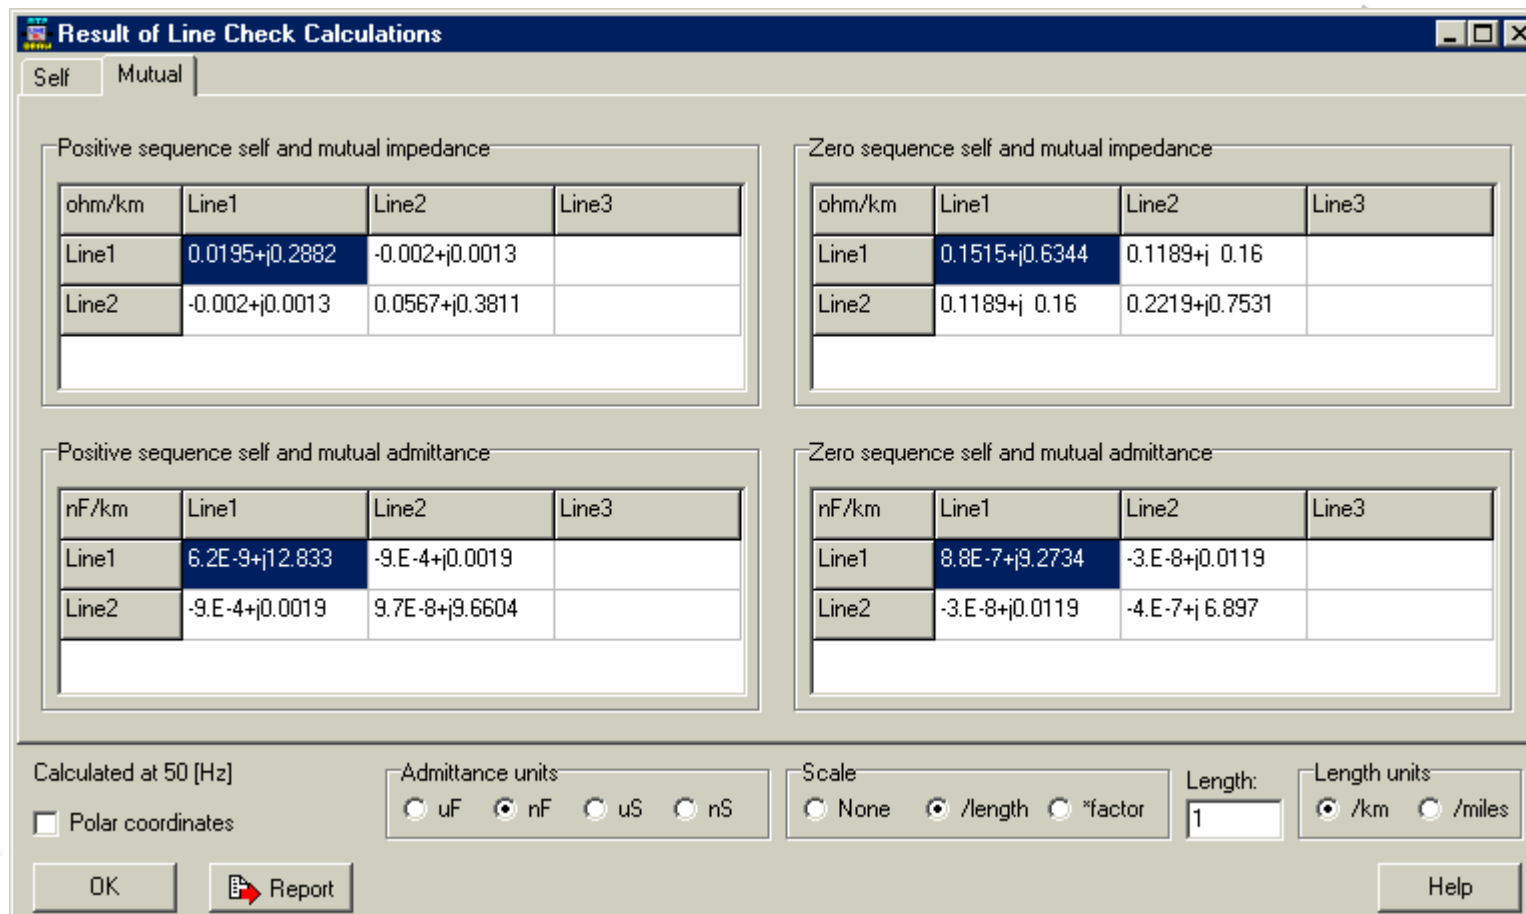 Result of Line Check Calculations
Self Mutual
Positive sequence self and mutual impedance
ohm/km Line1 Line2 Line3
Line1 0.0195+j0.2882 -0.002+j0.0013
Line2 -0.002+j0.0013 0.0567+j0.3811
Zero sequence self and mutual impedance
ohm/km Line1 Line2 Line3
Line1 0.1515+j0.6344 0.1189+j 0.16
Line2 0.1189+j 0.16 0.2219+j0.7531
Positive sequence self and mutual admittance
nF/km Line1 Line2 Line3
Line1 6.2E-9+j12.833 -9.E-4+j0.0019
Line2 -9.E-4+j0.0019 9.7E-8+j9.6604
Zero sequence self and mutual admittance
nF/km Line1 Line2 Line3
Line1 8.8E-7+j9.2734 -3.E-8+j0.0119
Line2 -3.E-8+j0.0119 -4.E-7+j 6.897
Calculated at 50 [Hz]
Polar coordinates
Admittance units
uF nF uS nS
Scale
None /length *factor
Length:
1
Length units
/km /miles
OK Report Help